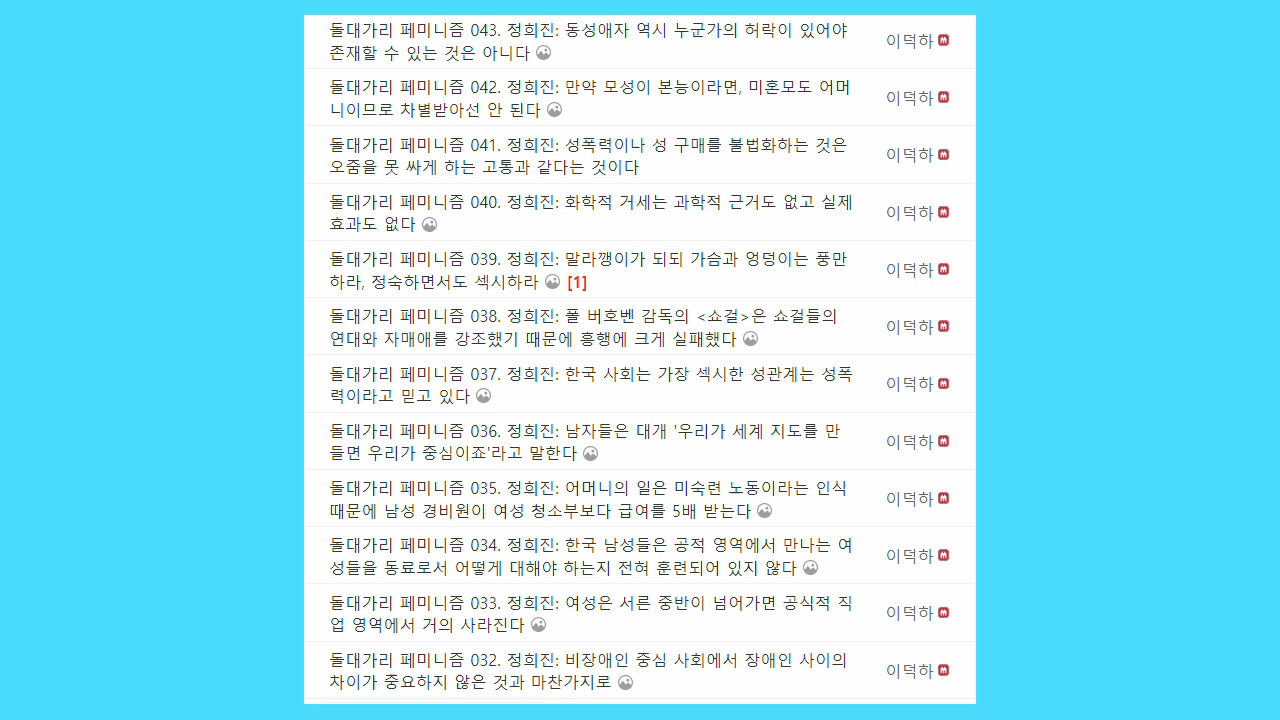 돌대가리 페미니즘 043. 정희진: 동성애자 역시 누군가의 허락이 있어야
존재할 수 있는 것은 아니다
이덕하
돌대가리 페미니즘 042. 정희진: 만약 모성이 본능이라면, 미혼모도 어머
니이므로 차별받아선 안 된다
이덕하
돌대가리 페미니즘 041. 정희진: 성폭력이나 성 구매를 불법화하는 것은
오줌을 못 싸게 하는 고통과 같다는 것이다
이덕하
돌대가리 페미니즘 040. 정희진: 화학적 거세는 과학적 근거도 없고 실제
효과도 없다
이덕하
돌대가리 페미니즘 039. 정희진: 말라깽이가 되되 가슴과 엉덩이는 풍만
하라, 정숙하면서도 섹시하라 [1]
이덕하
돌대가리 페미니즘 038. 정희진: 폴 버호벤 감독의 <쇼걸>은 쇼걸들의
연대와 자매애를 강조했기 때문에 흥행에 크게 실패했다
이덕하
돌대가리 페미니즘 037. 정희진: 한국 사회는 가장 섹시한 성관계는 성폭
력이라고 믿고 있다
이덕하
돌대가리 페미니즘 036. 정희진: 남자들은 대개 '우리가 세계 지도를 만
들면 우리가 중심이죠'라고 말한다
이덕하
돌대가리 페미니즘 035. 정희진: 어머니의 일은 미숙련 노동이라는 인식
때문에 남성 경비원이 여성 청소부보다 급여를 5배 받는다
이덕하
돌대가리 페미니즘 034. 정희진: 한국 남성들은 공적 영역에서 만나는 여
성들을 동료로서 어떻게 대해야 하는지 전혀 훈련되어 있지 않다
이덕하
돌대가리 페미니즘 033. 정희진: 여성은 서른 중반이 넘어가면 공식적 직
업 영역에서 거의 사라진다
이덕하
돌대가리 페미니즘 032. 정희진: 비장애인 중심 사회에서 장애인 사이의
차이가 중요하지 않은 것과 마찬가지로
이덕하